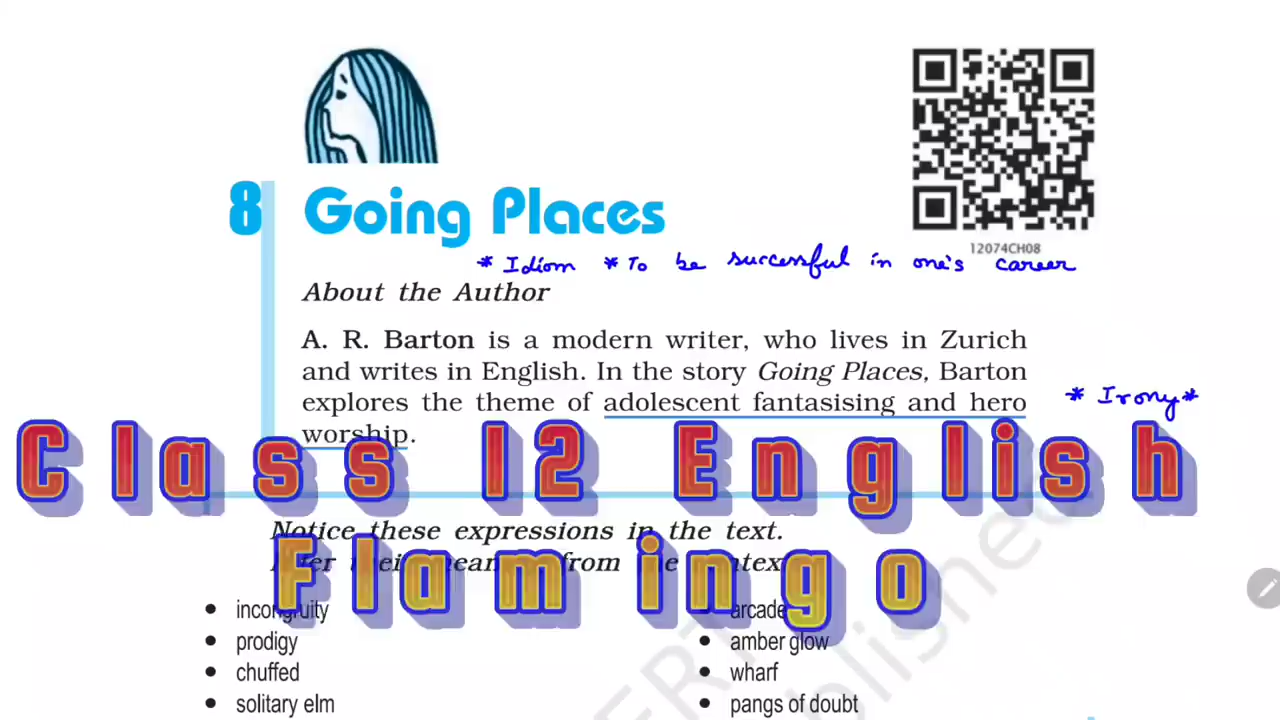 12074CH08
8 Going Places
* Idiom * To be successful in one's career
About the Author
A. R. Barton is a modern writer, who lives in Zurich
and writes in English. In the story Going Places, Barton
explores the theme of adolescent fantasising and hero
* Irony*
worship.
Class 12 English
Notice these expressions in the text.
from
Flamingo
incongruity
arcade
prodigy
amber glow
chuffed
wharf
solitary elm
pangs of doubt